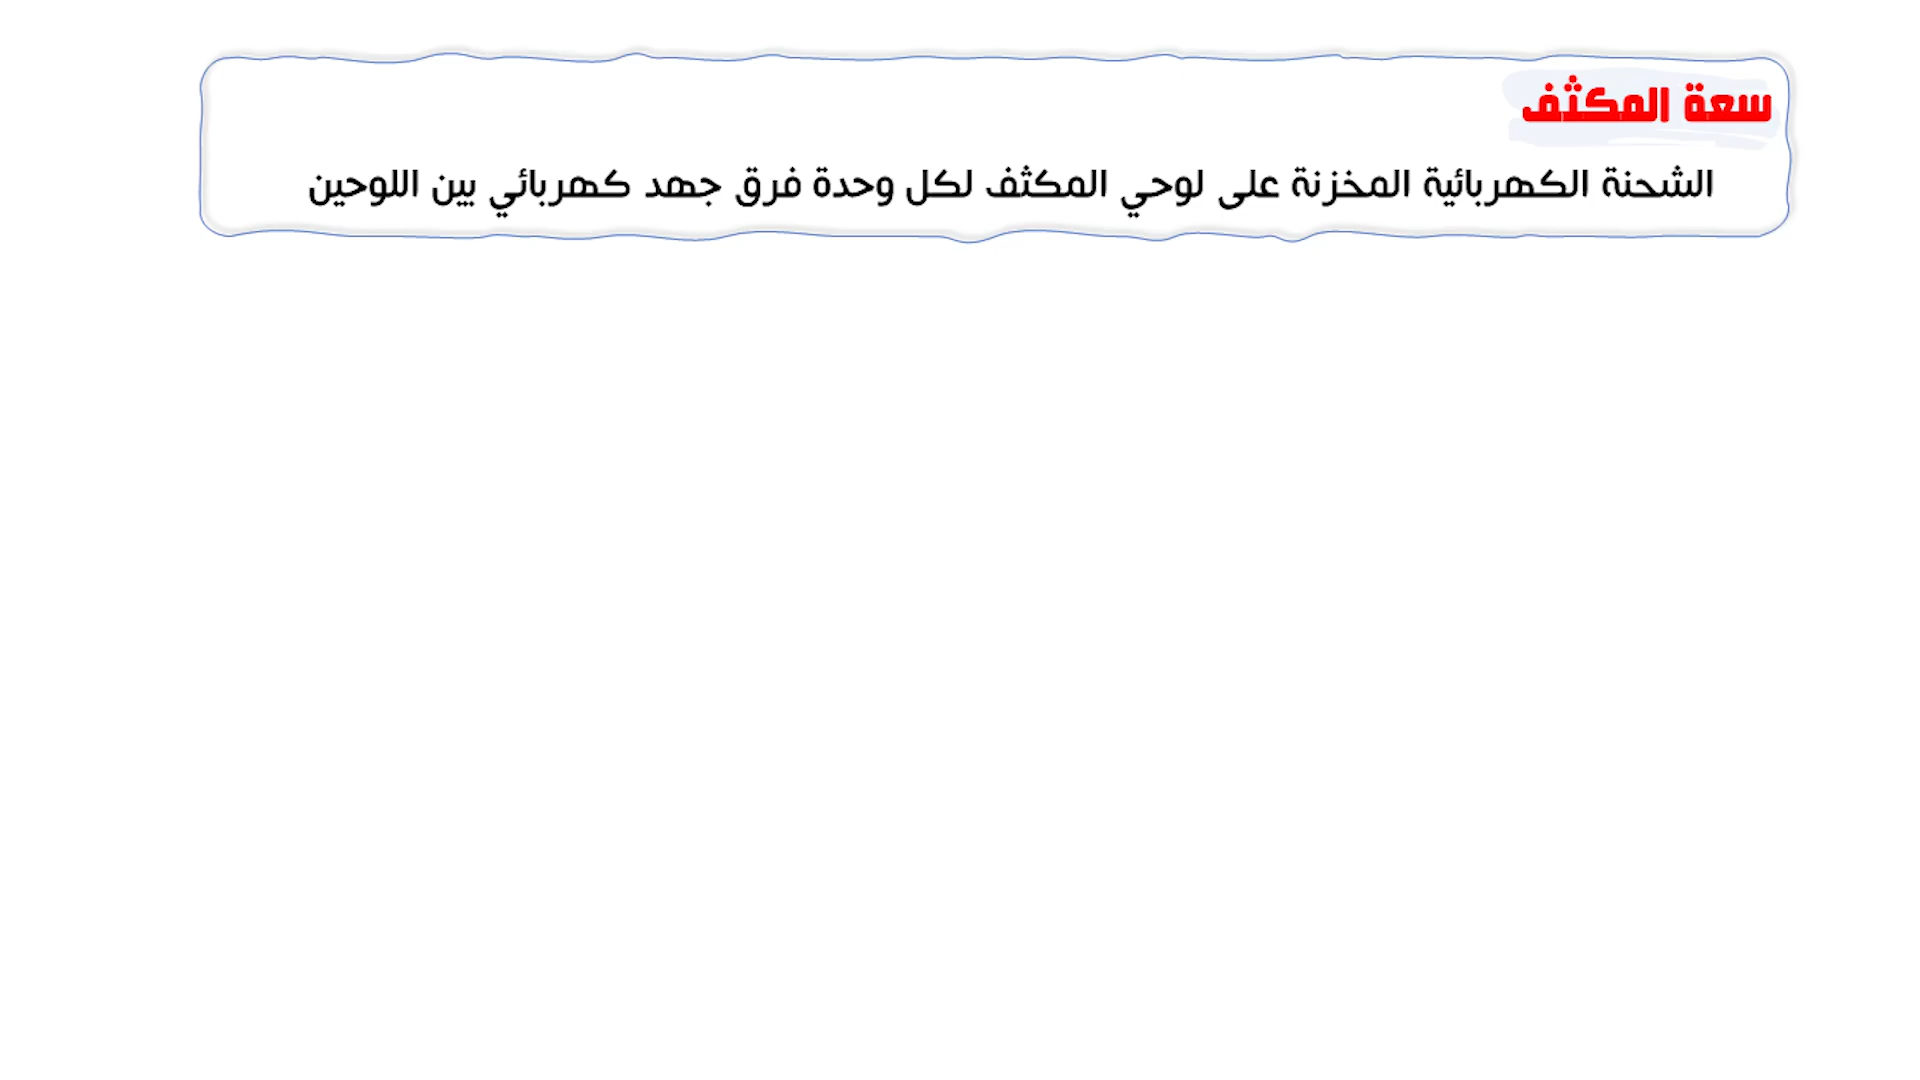 سعة المكثف
الشحنة الكهربائية المخزنة على لوحي المكثف لكل وحدة فرق جهد كهربائي بين اللوحين